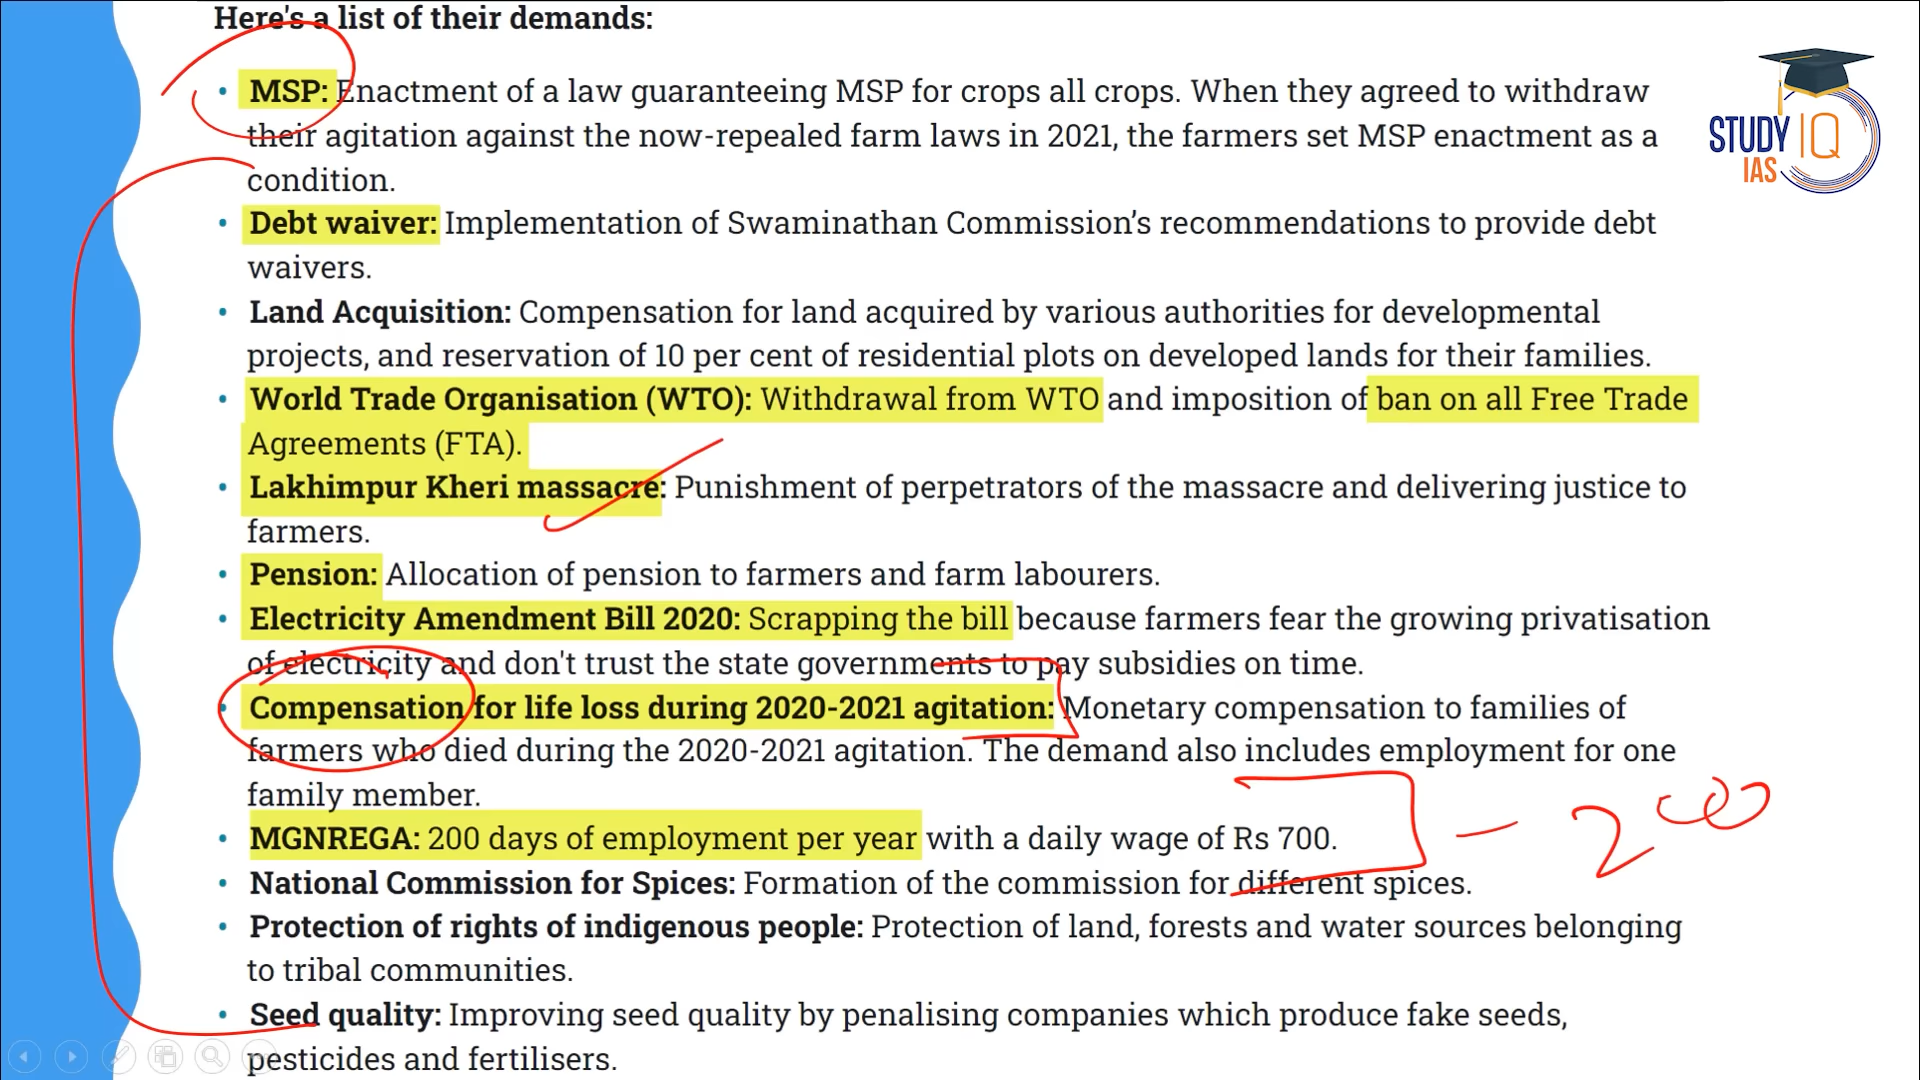 Here's a list of their demands:
• MSP: Enactment of a law guaranteeing MSP for crops all crops. When they agreed to withdraw
their agitation against the now-repealed farm laws in 2021, the farmers set MSP enactment as a
condition.
• Debt waiver: Implementation of Swaminathan Commission’s recommendations to provide debt
waivers.
• Land Acquisition: Compensation for land acquired by various authorities for developmental
projects, and reservation of 10 per cent of residential plots on developed lands for their families.
• World Trade Organisation (WTO): Withdrawal from WTO and imposition of ban on all Free Trade
Agreements (FTA).
• Lakhimpur Kheri massacre: Punishment of perpetrators of the massacre and delivering justice to
farmers.
• Pension: Allocation of pension to farmers and farm labourers.
• Electricity Amendment Bill 2020: Scrapping the bill because farmers fear the growing privatisation
of electricity and don't trust the state governments to pay subsidies on time.
• Compensation for life loss during 2020-2021 agitation: Monetary compensation to families of
farmers who died during the 2020-2021 agitation. The demand also includes employment for one
family member.
• MGNREGA: 200 days of employment per year with a daily wage of Rs 700.
• National Commission for Spices: Formation of the commission for different spices.
• Protection of rights of indigenous people: Protection of land, forests and water sources belonging
to tribal communities.
• Seed quality: Improving seed quality by penalising companies which produce fake seeds,
pesticides and fertilisers.
STUDY IQ
IAS